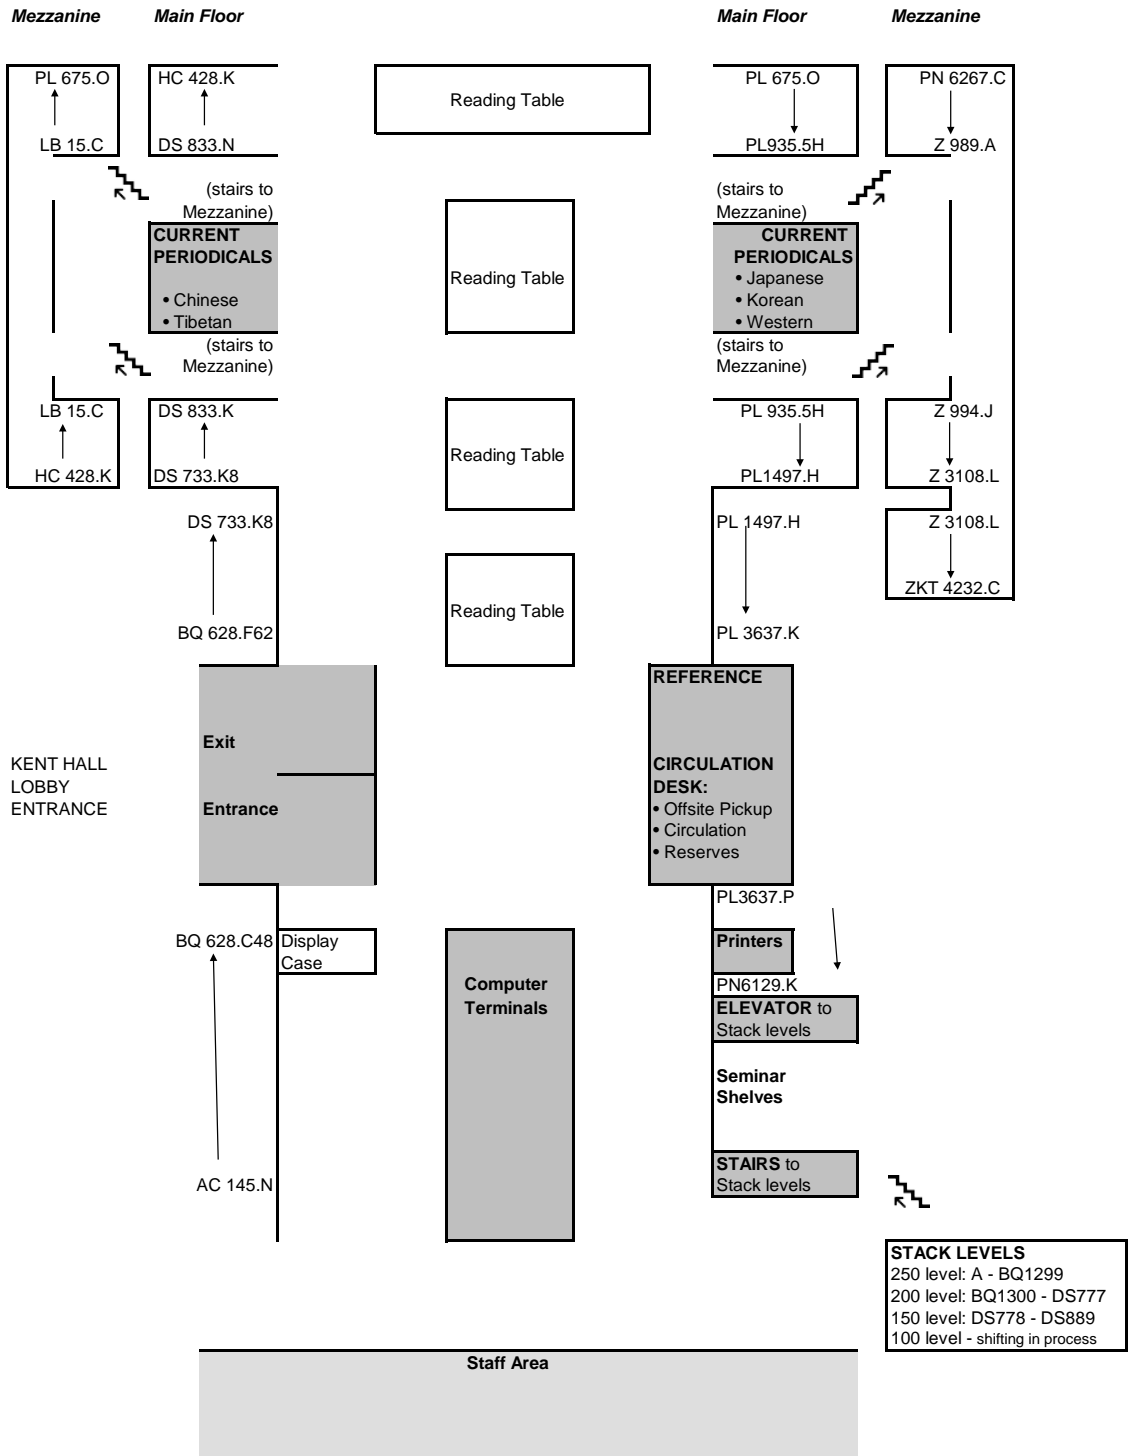 Mezzanine Main Floor Main Floor Mezzanine
PL 675.O HC 428.K PL 675.O PN 6267.C
Reading Table
LB 15.C DS 833.N PL935.5H Z 989.A
(stairs to (stairs to
Mezzanine) Mezzanine)
CURRENT CURRENT
PERIODICALS PERIODICALS
Reading Table • Japanese
• Chinese • Korean
• Tibetan • Western
(stairs to (stairs to
Mezzanine) Mezzanine)
LB 15.C DS 833.K PL 935.5H Z 994.J
Reading Table
HC 428.K DS 733.K8 PL1497.H Z 3108.L
DS 733.K8 PL 1497.H Z 3108.L
ZKT 4232.C
Reading Table
BQ 628.F62 PL 3637.K
REFERENCE
Exit
KENT HALL CIRCULATION
LOBBY DESK:
ENTRANCE Entrance • Offsite Pickup
• Circulation
• Reserves
PL3637.P
BQ 628.C48 Display Printers
Case
Computer PN6129.K
Terminals ELEVATOR to
Stack levels
Seminar
Shelves
STAIRS to
AC 145.N Stack levels
STACK LEVELS
250 level: A - BQ1299
200 level: BQ1300 - DS777
150 level: DS778 - DS889
100 level - shifting in process
Staff Area